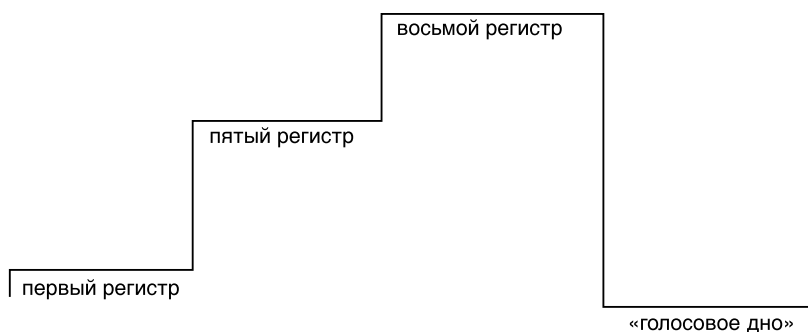 восьмой регистр
пятый регистр
первый регистр
«голосовое дно»